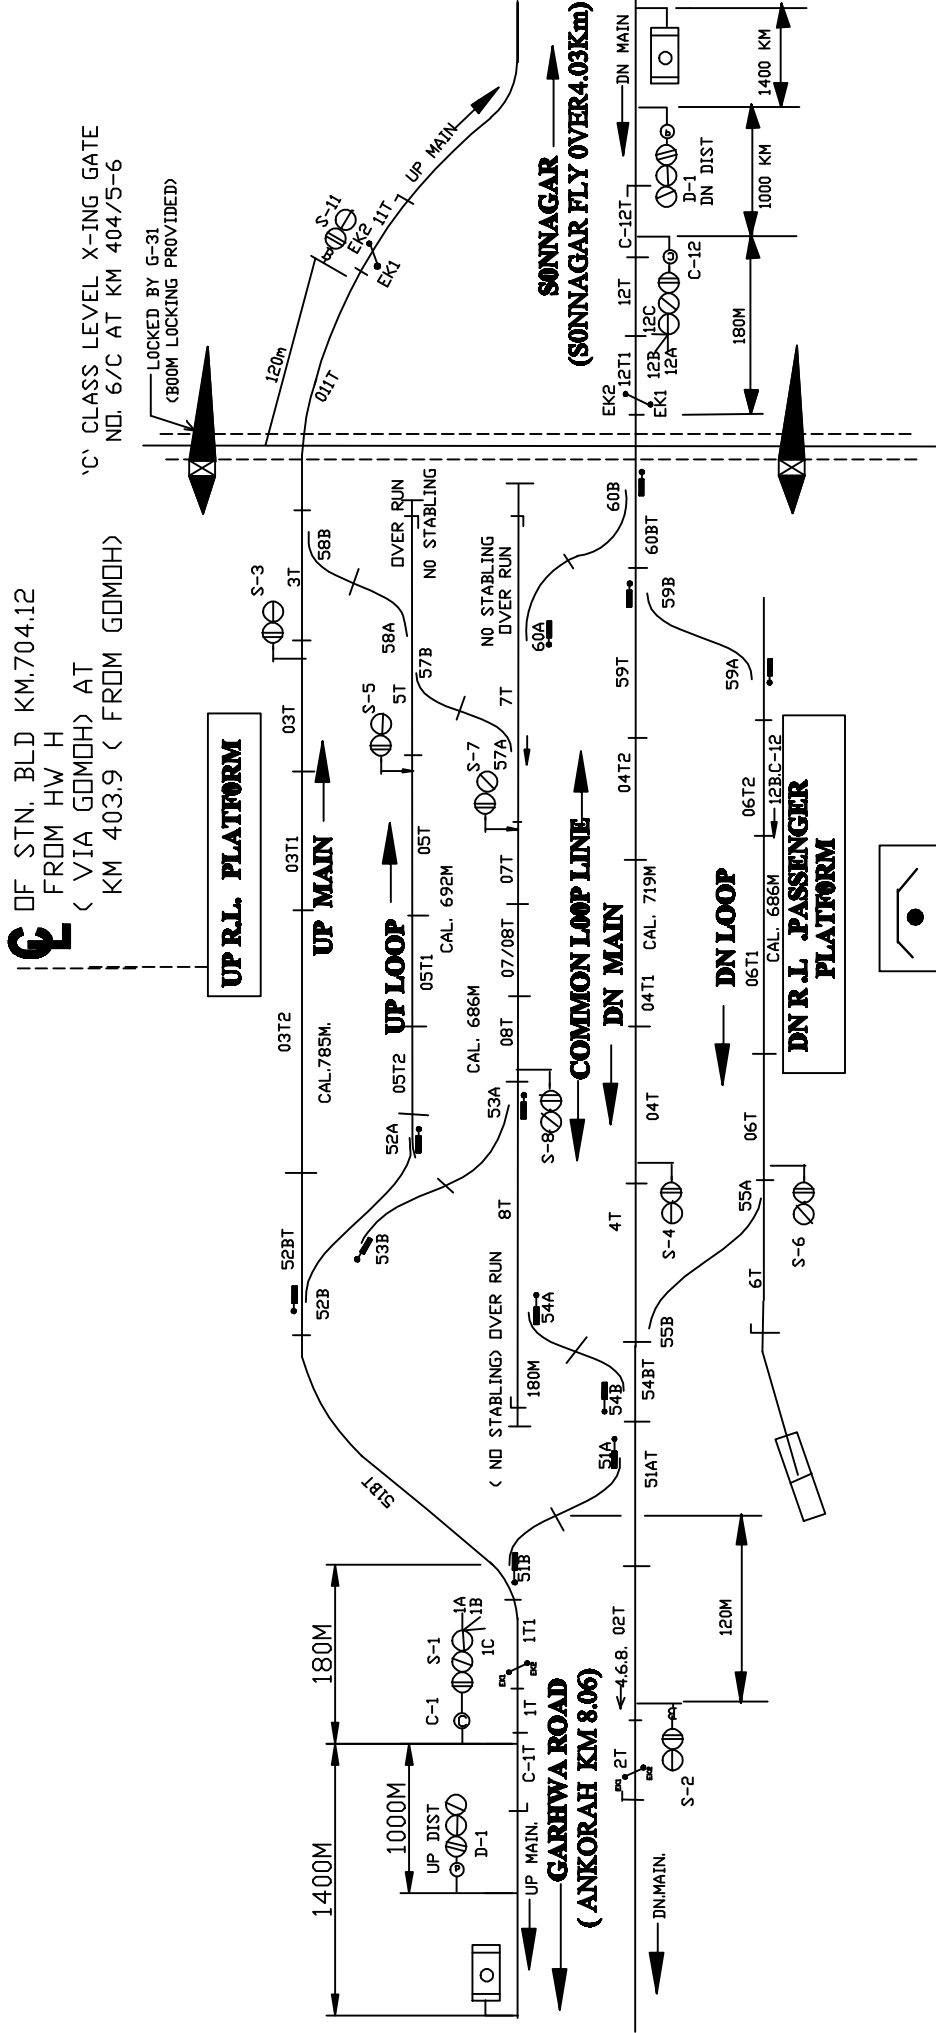 'C' CLASS LEVEL X-ING GATE
NO. 6/C AT KM 404/5-6
LOCKED BY G-31
(BOOM LOCKING PROVIDED)
CL OF STN. BLD KM.704.12
FROM HW H
( VIA GOMOH) AT
KM 403.9 ( FROM GOMOH)
120m
S-11
EK2 11T
EK1
UP MAIN
011T
S-3
3T
58B
03T
03T1
03T2
52BT
52B
51BT
UP R.L. PLATFORM
UP MAIN
CAL.785M.
OVER RUN
NO STABLING
58A
57B
5T
S-5
05T
05T1
05T2
52A
UP LOOP
CAL. 692M
53B
NO STABLING
OVER RUN
7T
57A
S-7
07T
07/08T
08T
CAL. 686M
53A
S-8
8T
COMMON LOOP LINE
( NO STABLING) OVER RUN
180M
54A
54B
60A
60B
60BT
SONNAGAR
(SONNAGAR FLY OVER4.03Km)
DN MAIN
C-12T
12T
12T1
12C
12B
12A
EK2
EK1
C-12
D-1
DN DIST
1400 KM
1000 KM
180M
59B
59T
59A
04T2
04T1
04T
CAL. 719M
DN MAIN
4T
S-4
55A
55B
54BT
51A
51AT
51B
DN LOOP
06T2
12B.C-12
06T1
CAL. 686M
06T
6T
S-6
DN R.L .PASSENGER
PLATFORM
180M
1A
1B
1C
S-1
C-1
1T1
EK1
EK2
1T
C-1T
1000M
1400M
UP DIST
D-1
UP MAIN.
GARHWA ROAD
( ANKORAH KM 8.06)
120M
02T
4.6.8.
2T
EK1
EK2
S-2
DN.MAIN.